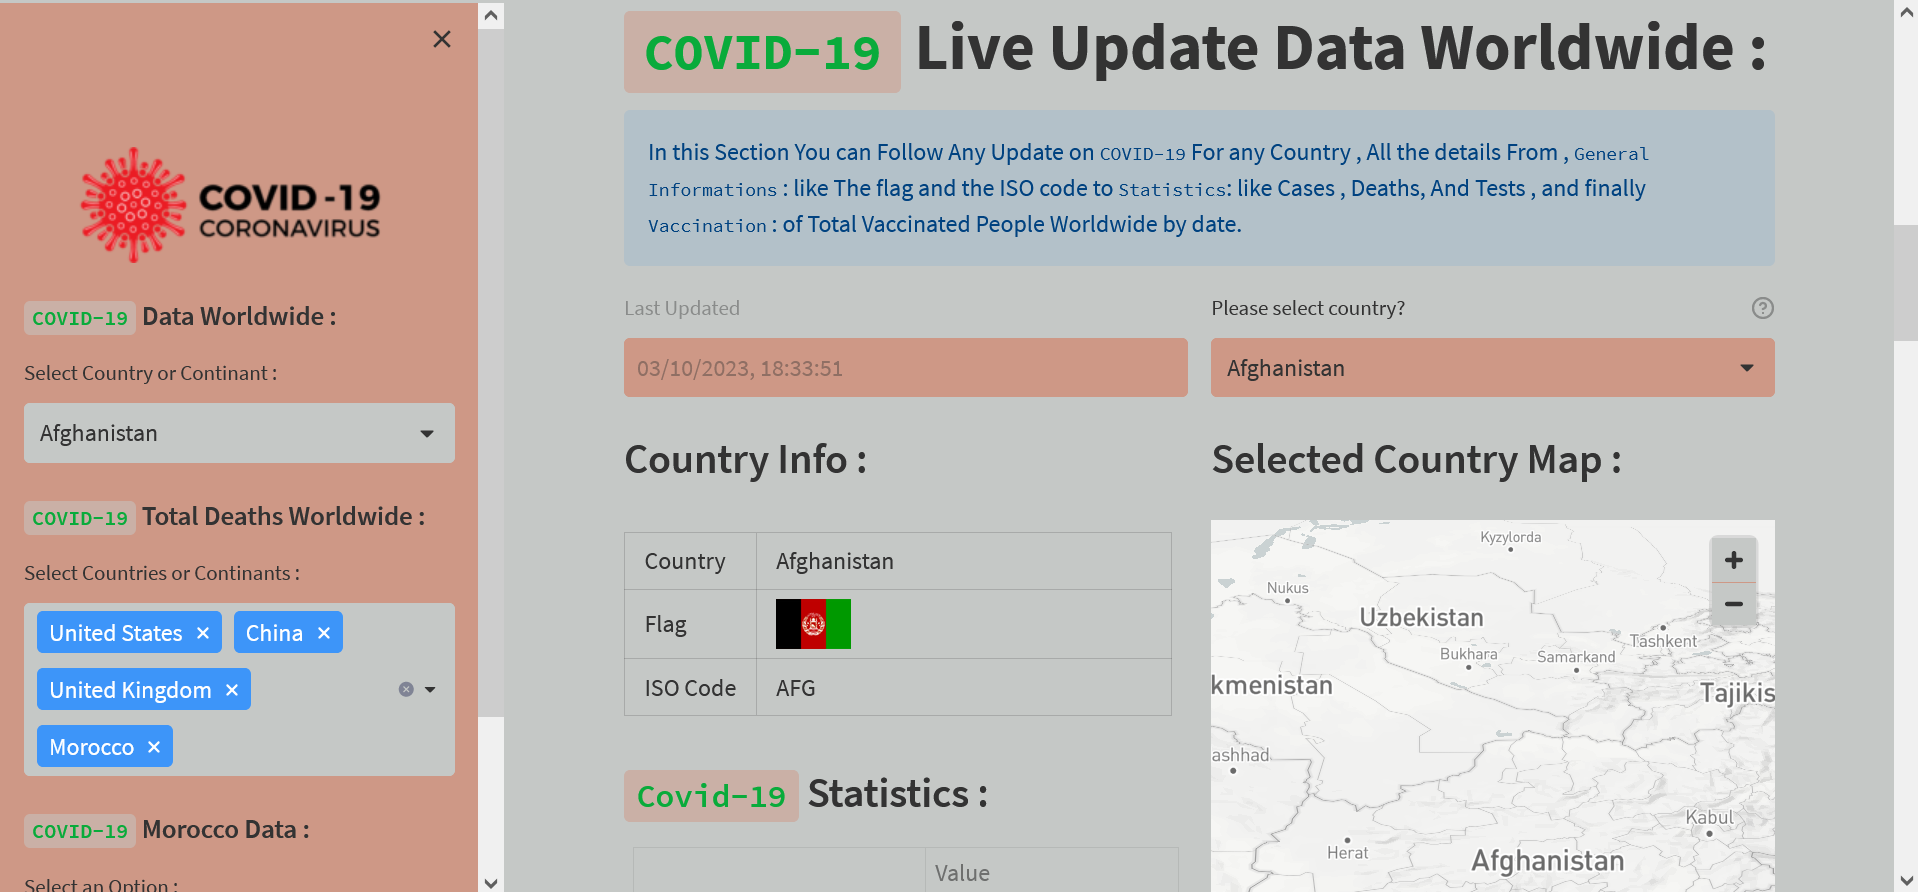 COVID -19
CORONAVIRUS
COVID-19 Data Worldwide :
Select Country or Continant :
Afghanistan
COVID-19 Total Deaths Worldwide :
Select Countries or Continants :
United States
China
United Kingdom
Morocco
COVID-19 Morocco Data :
Select an Option :
COVID-19 Live Update Data Worldwide :
In this Section You can Follow Any Update on COVID-19 For any Country , All the details From , General
Informations : like The flag and the ISO code to Statistics: like Cases , Deaths, And Tests , and finally
Vaccination : of Total Vaccinated People Worldwide by date.
Last Updated
03/10/2023, 18:33:51
Please select country?
Afghanistan
Country Info :
Country Afghanistan
Flag
ISO Code AFG
Covid-19 Statistics :
Value
Selected Country Map :
Kyzylorda
Nukus
Uzbekistan
Tashkent
Bukhara
Samarkand
kmenistan
Tajikis
ashhad
Kabul
Herat
Afghanistan